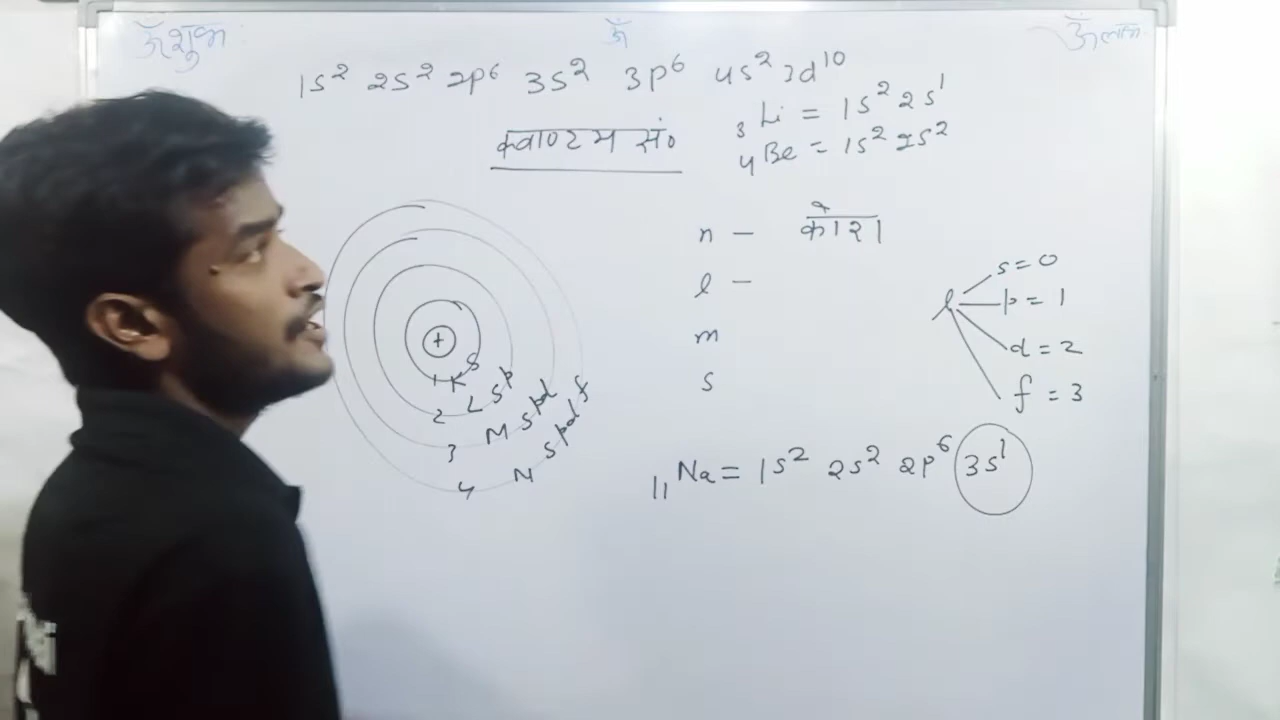 ॐ शुभ ॐ ॐ लाभ
1s² 2s² 2p⁶ 3s² 3p⁶ 4s² 3d¹⁰
₃Li = 1s² 2s¹
क्वाण्टम सं०
₄Be = 1s² 2s²
n - कोश
l -
m
s
l
s = 0
p = 1
d = 2
f = 3
+
1 K s
2 L s p
3 M s p d
4 N s p d f
₁₁Na = 1s² 2s² 2p⁶ 3s¹